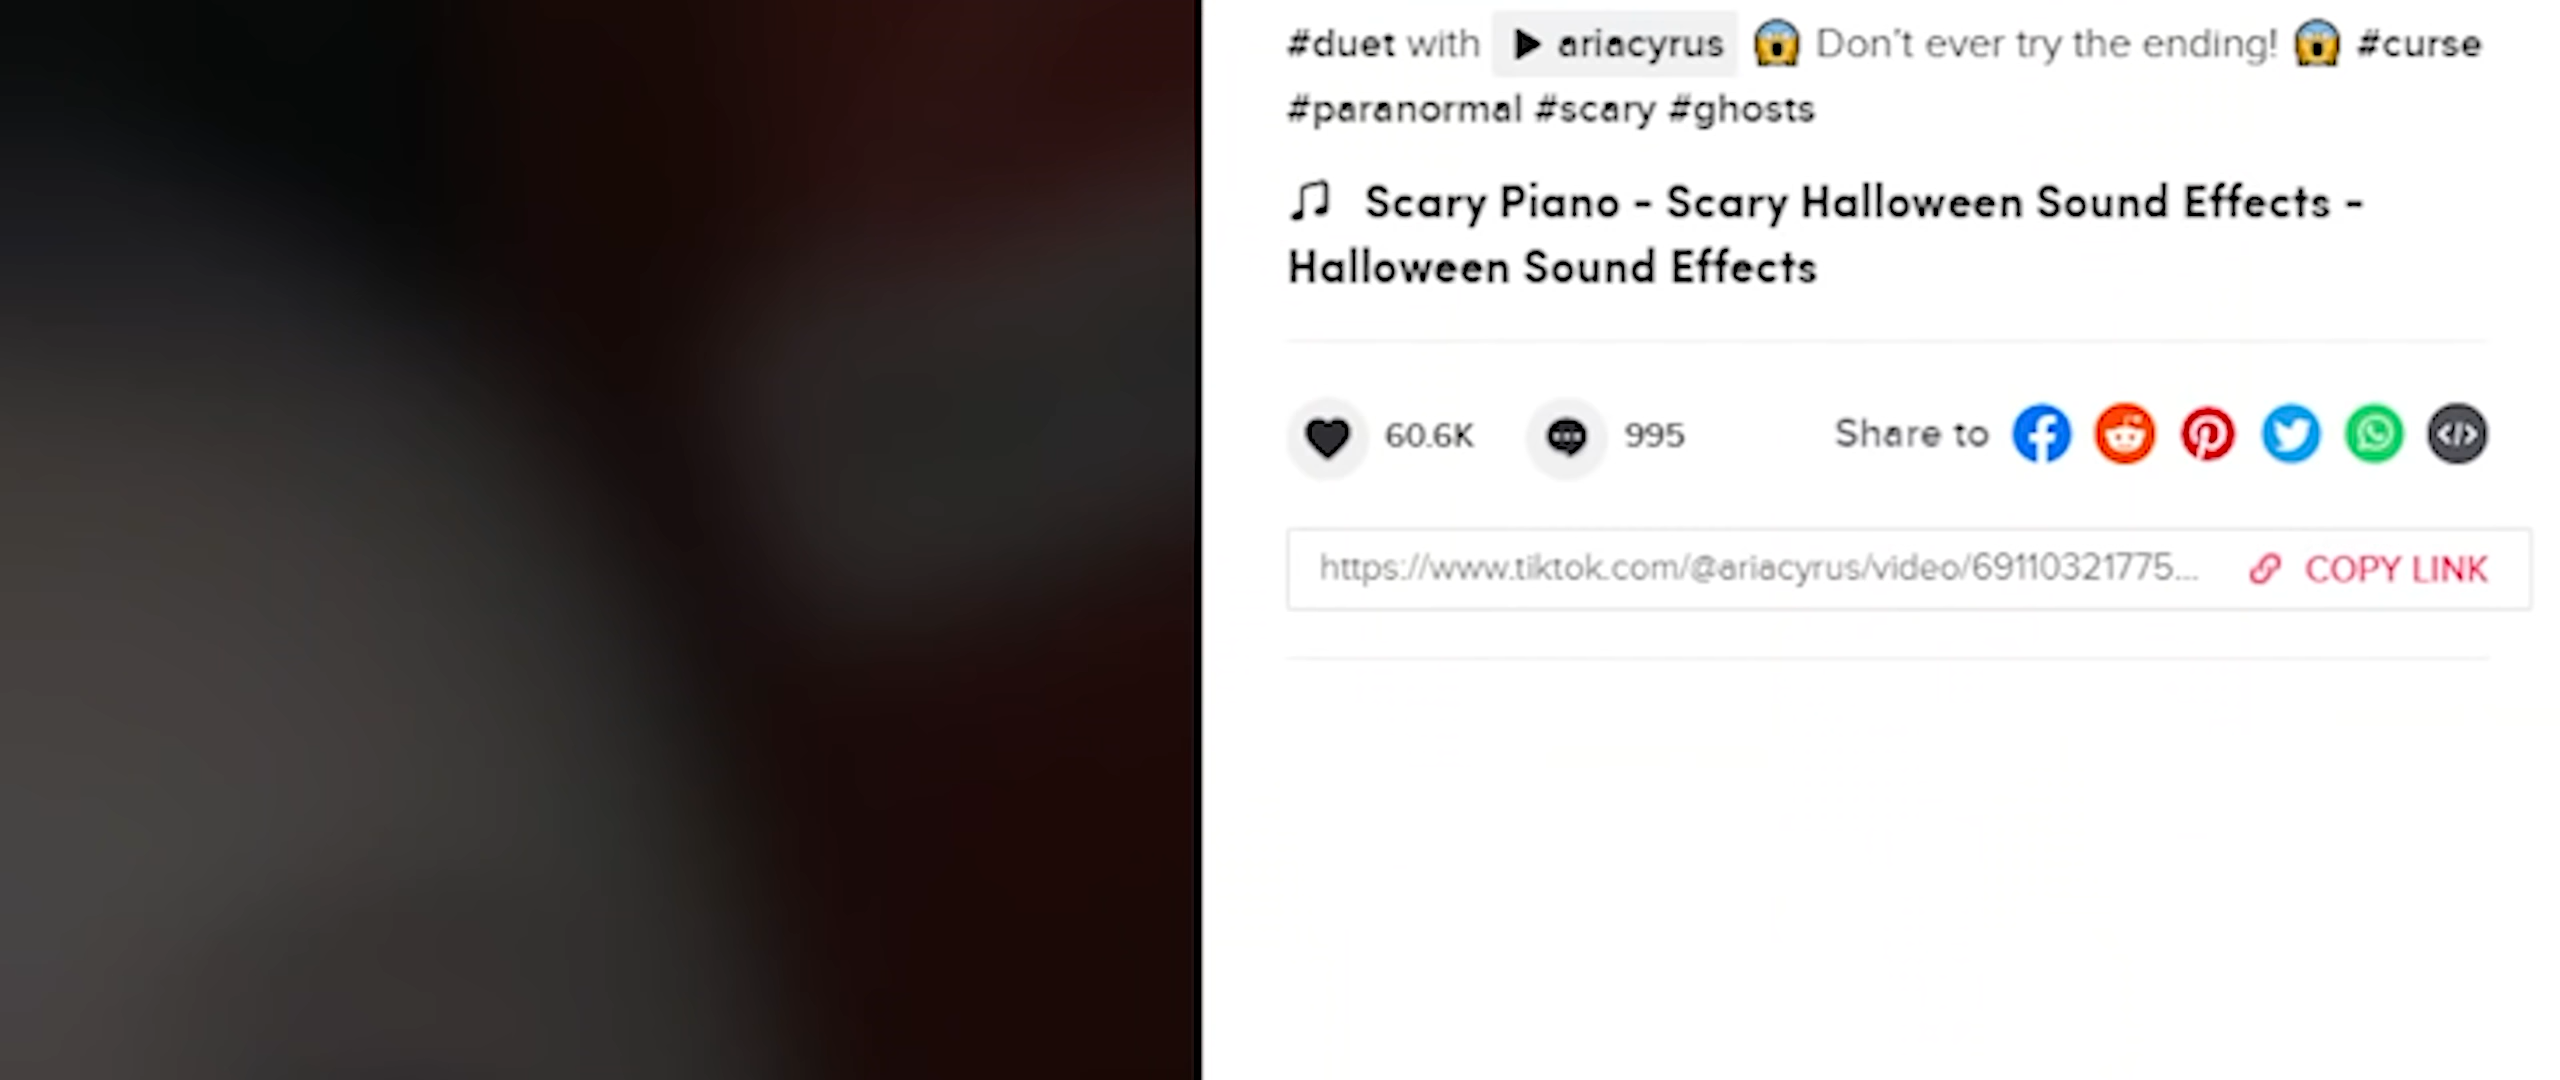 #duet with ▶ ariacyrus 😱 Don't ever try the ending! 😱 #curse
#paranormal #scary #ghosts
♫ Scary Piano - Scary Halloween Sound Effects -
Halloween Sound Effects
60.6K 995 Share to
https://www.tiktok.com/@ariacyrus/video/69110321775... COPY LINK